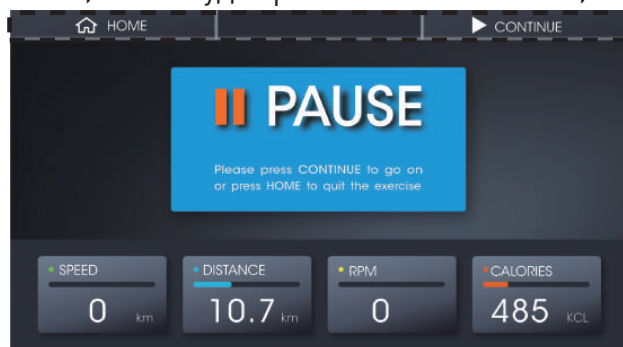 HOME
CONTINUE
PAUSE
Please press CONTINUE to go on
or press HOME to quit the exercise
SPEED
DISTANCE
RPM
CALORIES
0 km
10.7 km
0
485 KCL